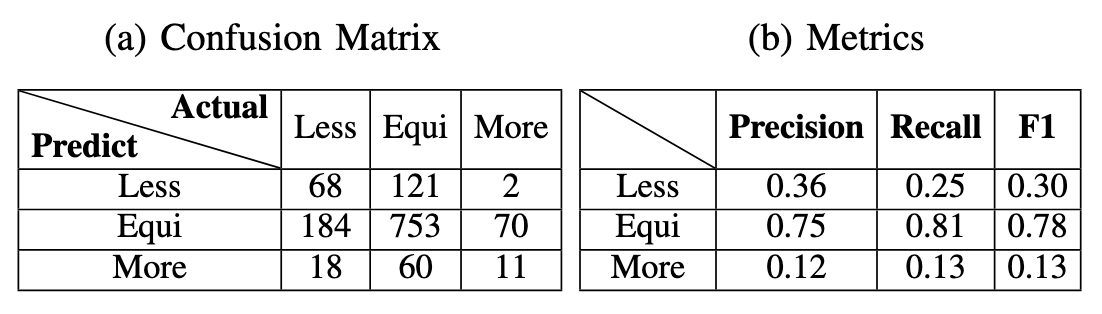 (a) Confusion Matrix
Actual
Predict
Less Equi More
Less 68 121 2
Equi 184 753 70
More 18 60 11
(b) Metrics
Precision Recall F1
Less 0.36 0.25 0.30
Equi 0.75 0.81 0.78
More 0.12 0.13 0.13